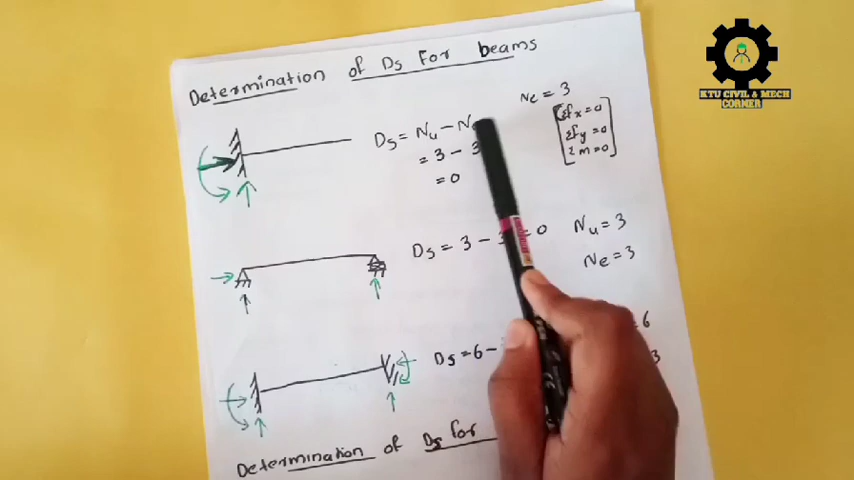 Determination of Ds For beams
KTU CIVIL & MECH
CORNER
Ds = Nu - N
= 3 - 3
= 0
Ne = 3
Σfx = 0
Σfy = 0
Σm = 0
Ds = 3 - 3 = 0
Nu = 3
Ne = 3
Ds = 6 -
6
3
Determination of Ds for